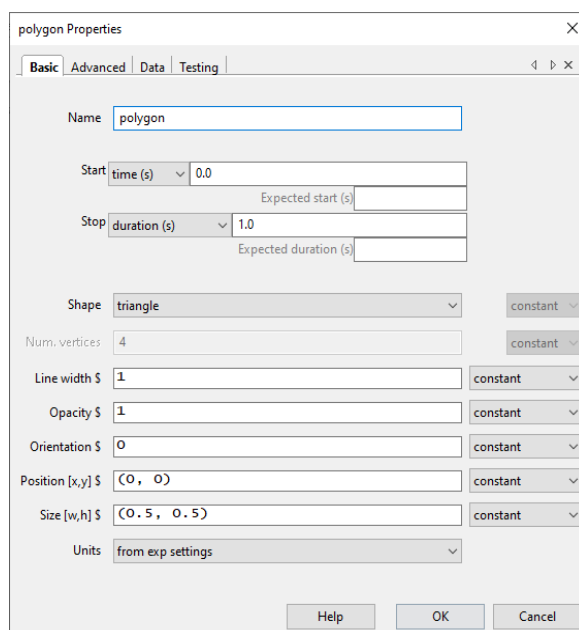 polygon Properties
Basic Advanced Data Testing
Name polygon
Start time (s) 0.0
Expected start (s)
Stop duration (s) 1.0
Expected duration (s)
Shape triangle constant
Num. vertices 4 constant
Line width $ 1 constant
Opacity $ 1 constant
Orientation $ 0 constant
Position [x,y] $ (0, 0) constant
Size [w,h] $ (0.5, 0.5) constant
Units from exp settings
Help OK Cancel